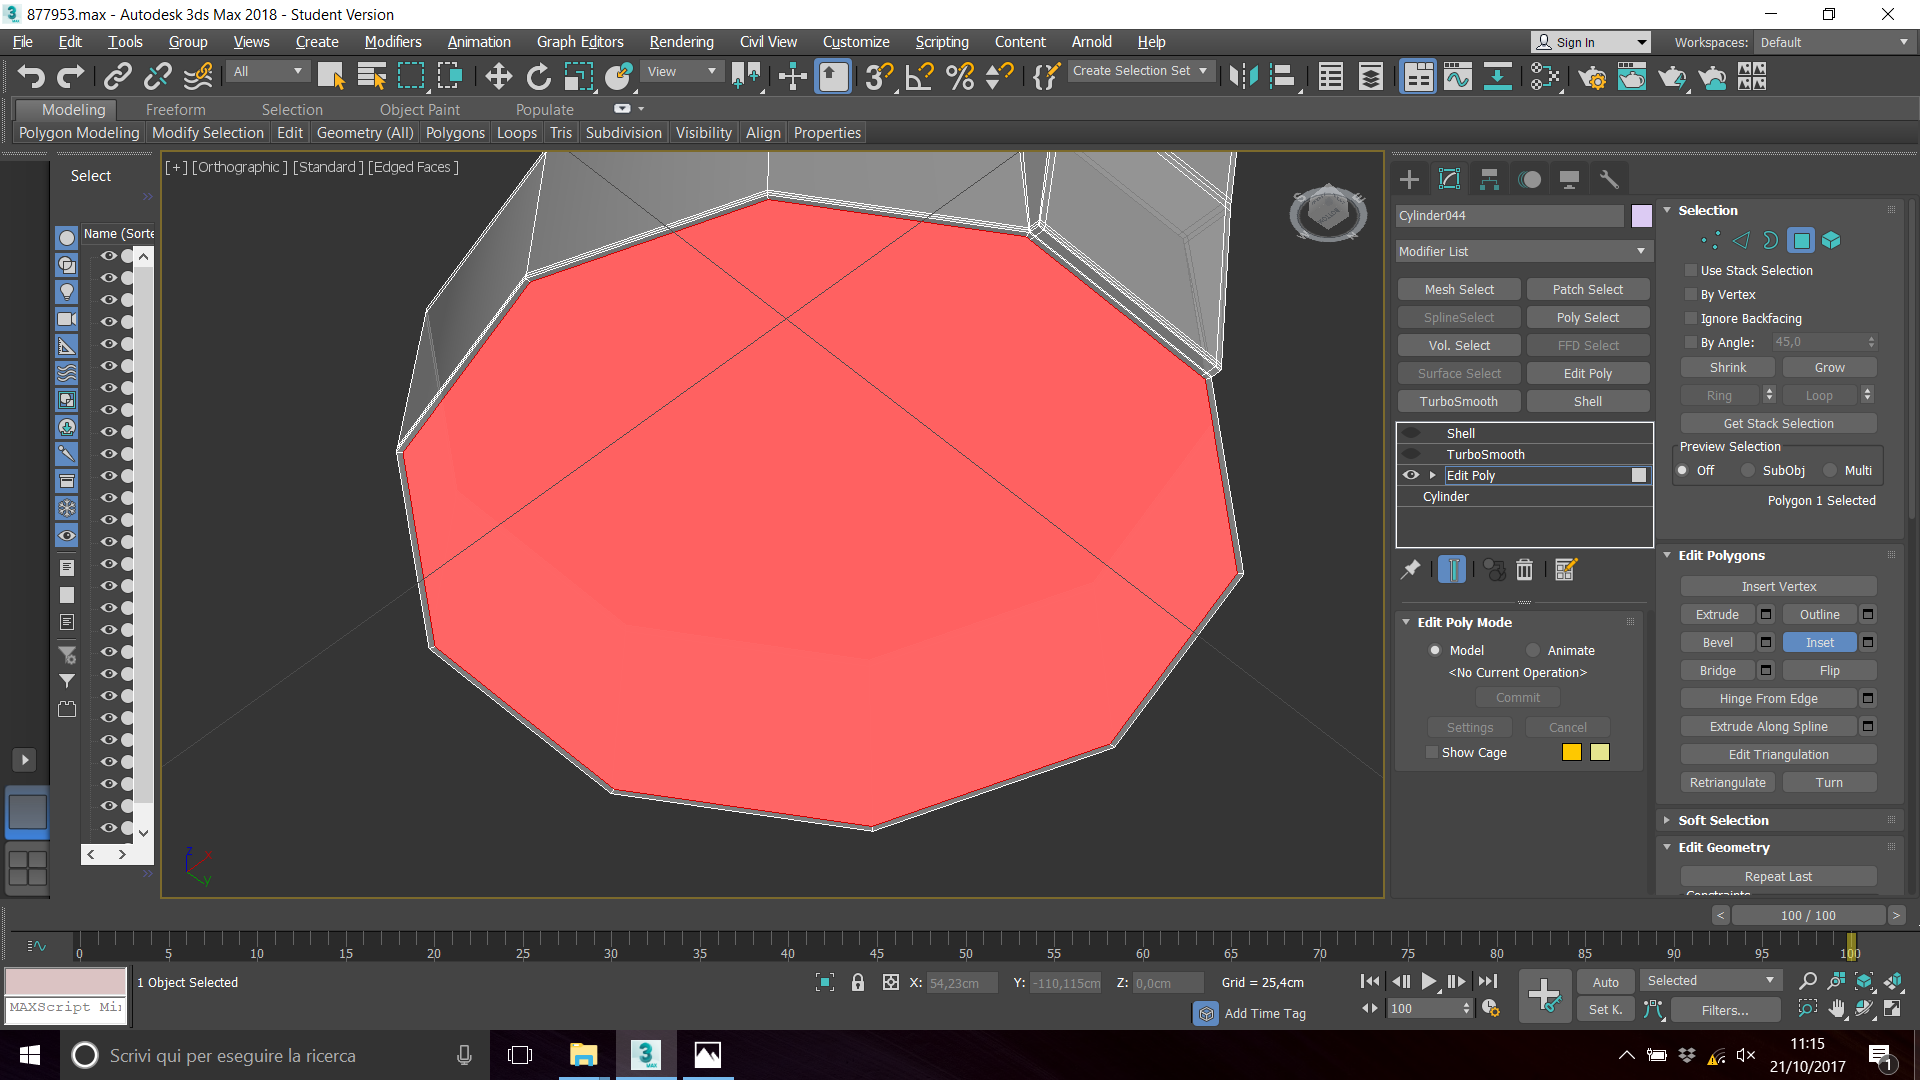 877953.max - Autodesk 3ds Max 2018 - Student Version
File Edit Tools Group Views Create Modifiers Animation Graph Editors Rendering Civil View Customize Scripting Content Arnold Help
Sign In Workspaces: Default
All View Create Selection Set
Modeling Freeform Selection Object Paint Populate
Polygon Modeling Modify Selection Edit Geometry (All) Polygons Loops Tris Subdivision Visibility Align Properties
Select
Name (Sorte
[+] [Orthographic ] [Standard ] [Edged Faces ]
Cylinder044
Modifier List
Mesh Select Patch Select
SplineSelect Poly Select
Vol. Select FFD Select
Surface Select Edit Poly
TurboSmooth Shell
Shell
TurboSmooth
Edit Poly
Cylinder
Edit Poly Mode
Model Animate
<No Current Operation>
Commit
Settings Cancel
Show Cage
Selection
Use Stack Selection
By Vertex
Ignore Backfacing
By Angle: 45,0
Shrink Grow
Ring Loop
Get Stack Selection
Preview Selection
Off SubObj Multi
Polygon 1 Selected
Edit Polygons
Insert Vertex
Extrude Outline
Bevel Inset
Bridge Flip
Hinge From Edge
Extrude Along Spline
Edit Triangulation
Retriangulate Turn
Soft Selection
Edit Geometry
Repeat Last
Constraints
z x y
< 100 / 100 >
0 5 10 15 20 25 30 35 40 45 50 55 60 65 70 75 80 85 90 95 100
1 Object Selected X: 54,23cm Y: -110,115cm Z: 0,0cm Grid = 25,4cm Auto Selected
MAXScript Mi
Add Time Tag 100 Set K. Filters...
Scrivi qui per eseguire la ricerca
3
MAX
11:15
21/10/2017
1